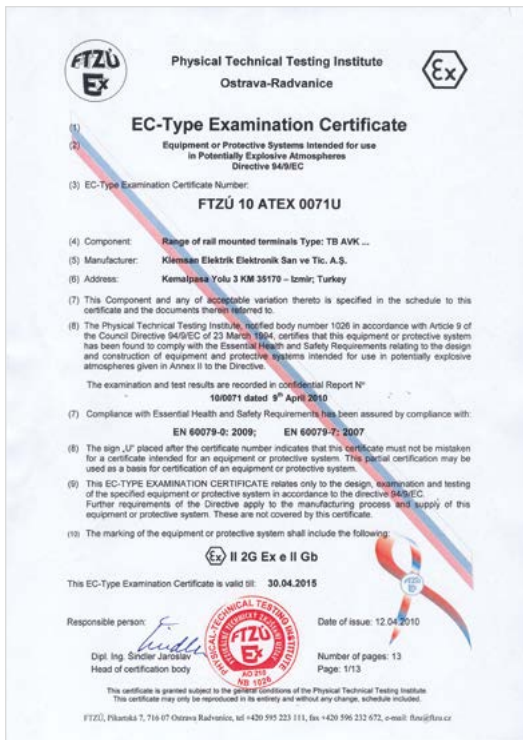 FTZÚ
Ex
Physical Technical Testing Institute
Ostrava-Radvanice
Ex
(1) EC-Type Examination Certificate
(2) Equipment or Protective Systems Intended for use
in Potentially Explosive Atmospheres
Directive 94/9/EC
(3) EC-Type Examination Certificate Number:
FTZÚ 10 ATEX 0071U
(4) Component: Range of rail mounted terminals Type: TB AVK ...
(5) Manufacturer: Klemsan Elektrik Elektronik San ve Tic. A.Ş.
(6) Address: Kemalpaşa Yolu 3 KM 35170 – Izmir; Turkey
(7) This Component and any of acceptable variation thereto is specified in the schedule to this
certificate and the documents therein referred to.
(8) The Physical Technical Testing Institute, notified body number 1026 in accordance with Article 9 of
the Council Directive 94/9/EC of 23 March 1994, certifies that this equipment or protective system
has been found to comply with the Essential Health and Safety Requirements relating to the design
and construction of equipment and protective systems intended for use in potentially explosive
atmospheres given in Annex II to the Directive.
The examination and test results are recorded in confidential Report N°
10/0071 dated 9th April 2010
(7) Compliance with Essential Health and Safety Requirements has been assured by compliance with:
EN 60079-0: 2009; EN 60079-7: 2007
(8) The sign „U" placed after the certificate number indicates that this certificate must not be mistaken
for a certificate intended for an equipment or protective system. This partial certification may be
used as a basis for certification of an equipment or protective system.
(9) This EC-TYPE EXAMINATION CERTIFICATE relates only to the design, examination and testing
of the specified equipment or protective system in accordance to the directive 94/9/EC.
Further requirements of the Directive apply to the manufacturing process and supply of this
equipment or protective system. These are not covered by this certificate.
(10) The marking of the equipment or protective system shall include the following:
Ex II 2G Ex e II Gb
This EC-Type Examination Certificate is valid till: 30.04.2015
FTZÚ
Ex
Responsible person:
Date of issue: 12.04.2010
PHYSICAL-TECHNICAL TESTING INSTITUTE
FTZÚ
Ex
AO 210
NB 1026
Dipl. Ing. Šindler Jaroslav
Head of certification body
Number of pages: 13
Page: 1/13
This certificate is granted subject to the general conditions of the Physical Technical Testing Institute.
This certificate may only be reproduced in its entirety and without any change, schedule included.
FTZÚ, Pikartská 7, 716 07 Ostrava Radvanice, tel +420 595 223 111, fax +420 596 232 672, e-mail: ftzu@ftzu.cz